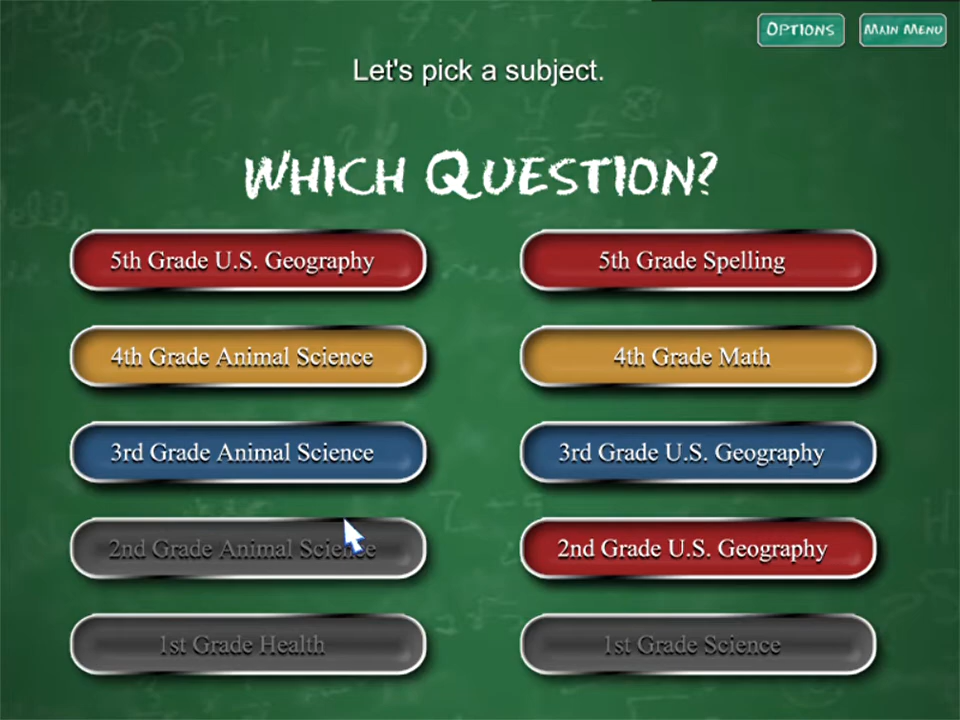 Options
Main Menu
Let's pick a subject.
Which Question?
5th Grade U.S. Geography
5th Grade Spelling
4th Grade Animal Science
4th Grade Math
3rd Grade Animal Science
3rd Grade U.S. Geography
2nd Grade Animal Science
2nd Grade U.S. Geography
1st Grade Health
1st Grade Science